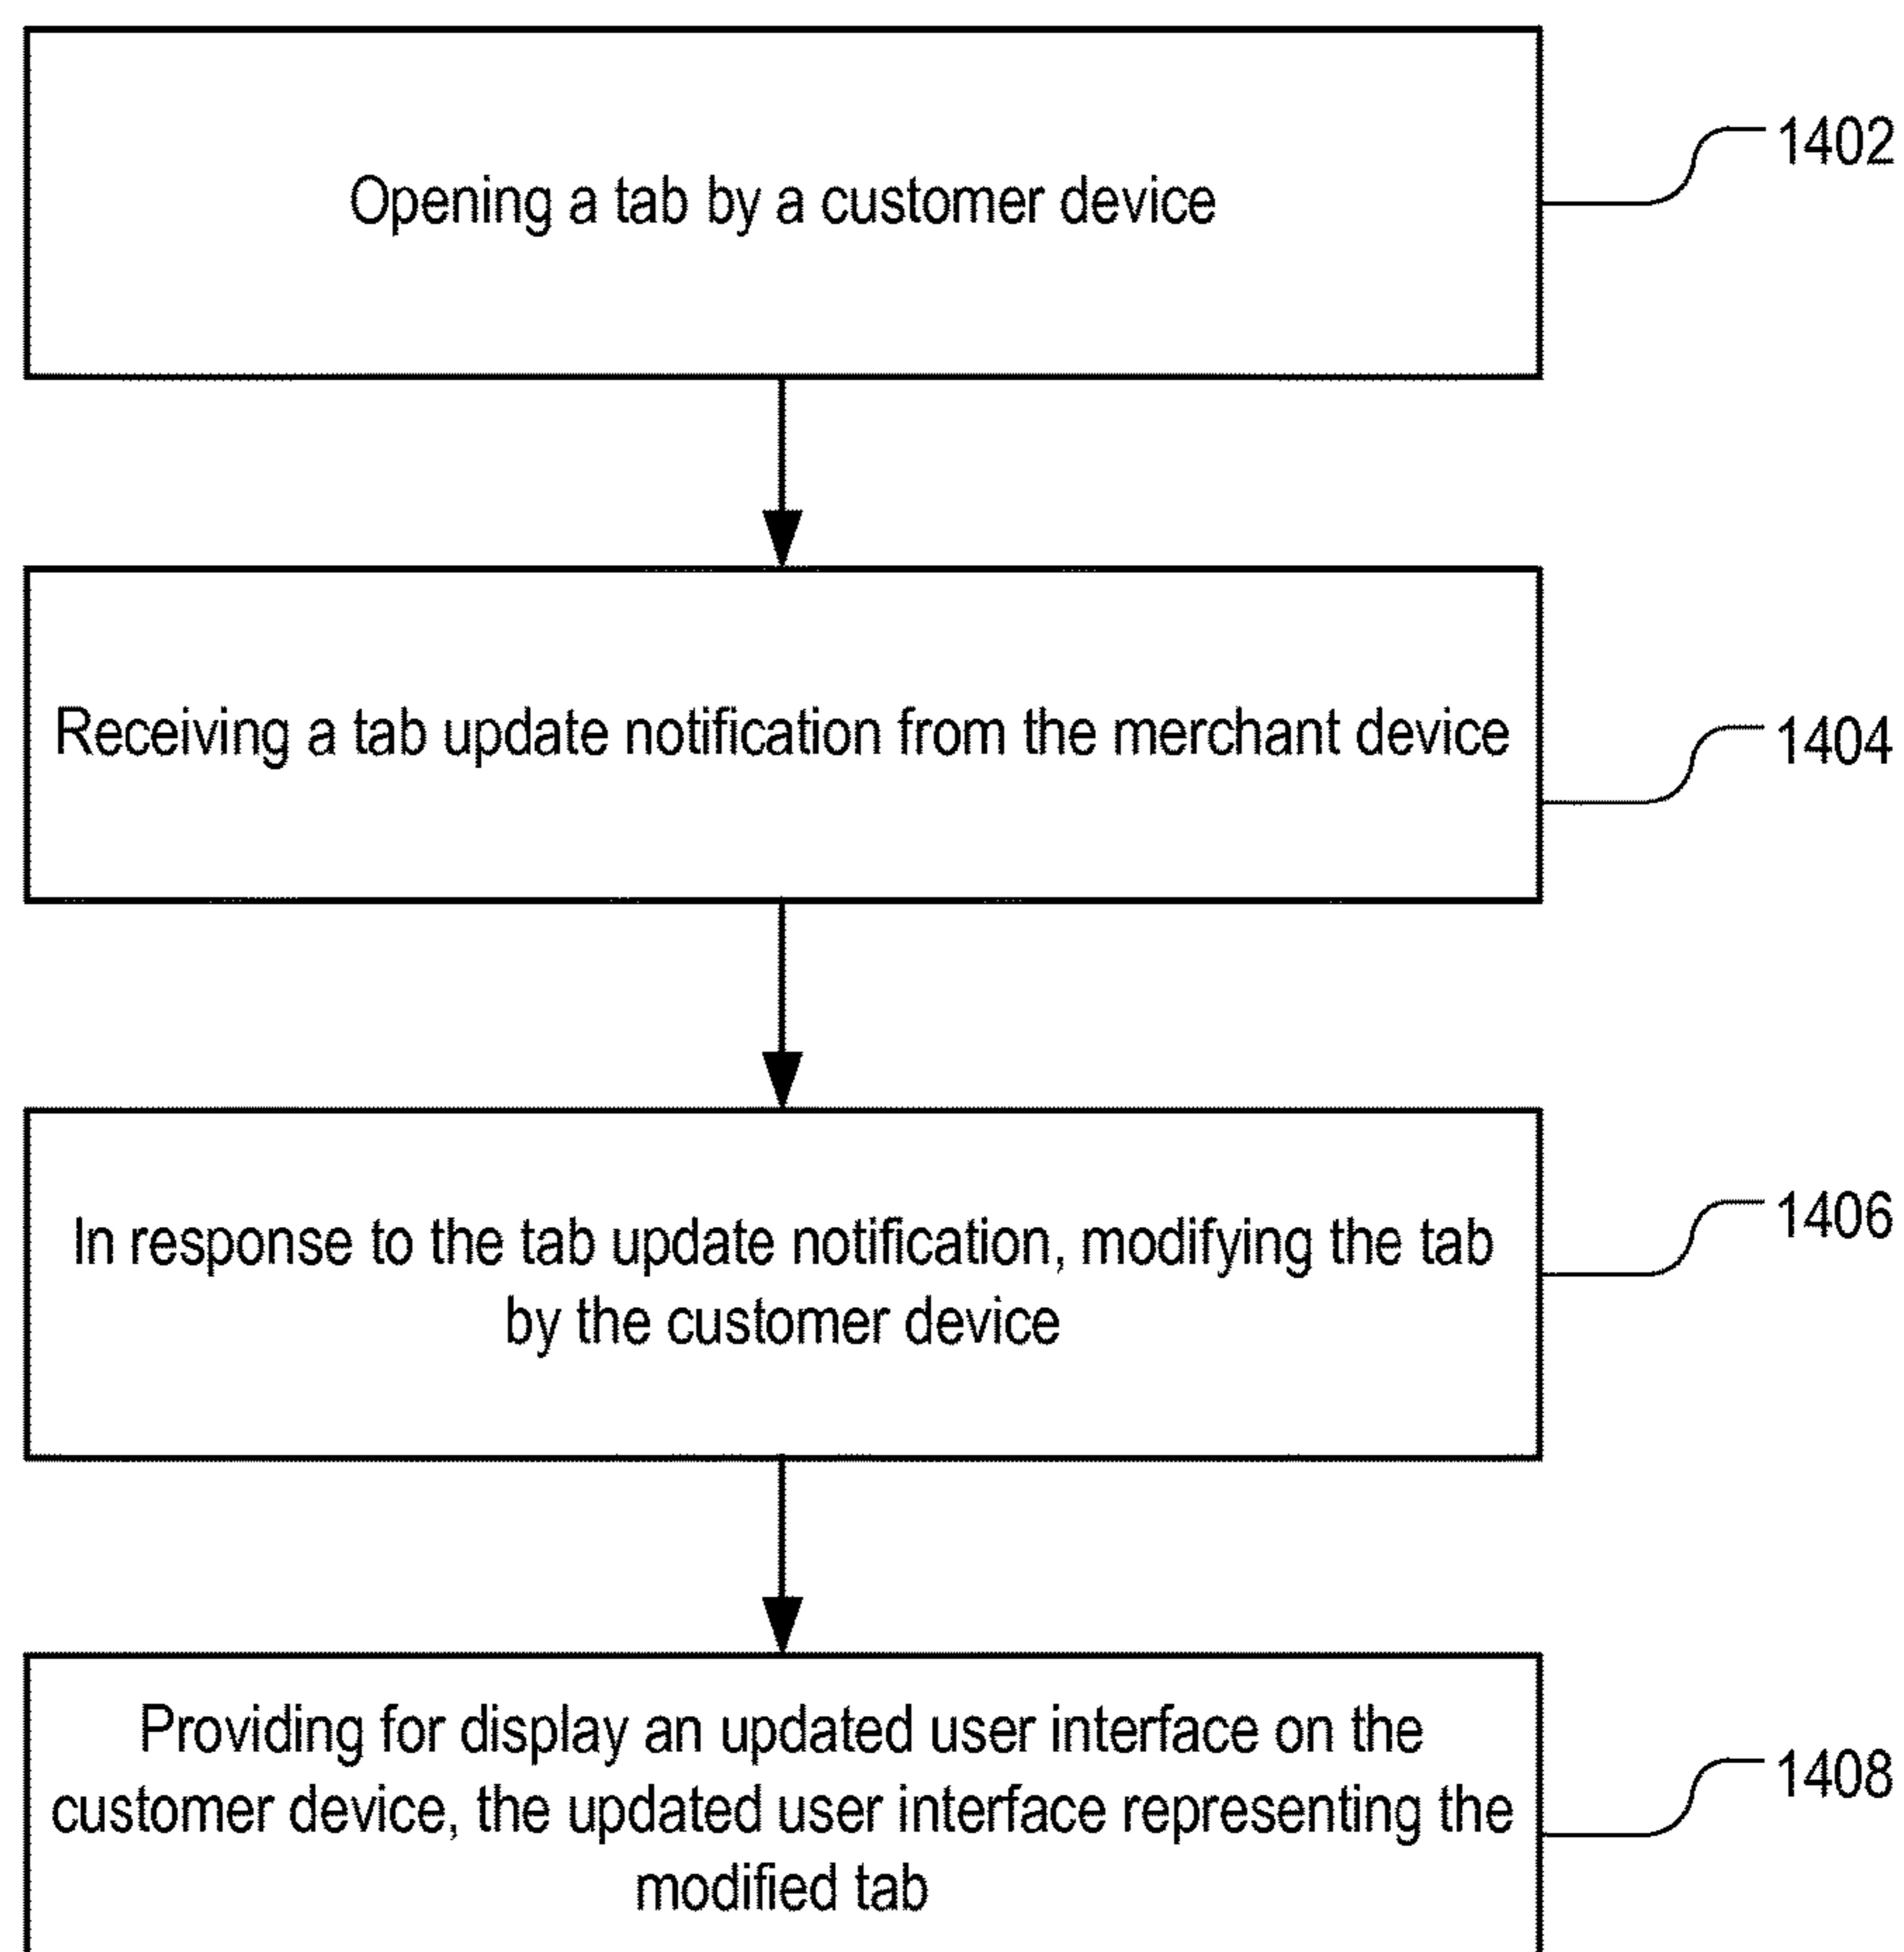 Opening a tab by a customer device
1402
Receiving a tab update notification from the merchant device
1404
In response to the tab update notification, modifying the tab
by the customer device
1406
Providing for display an updated user interface on the
customer device, the updated user interface representing the
modified tab
1408